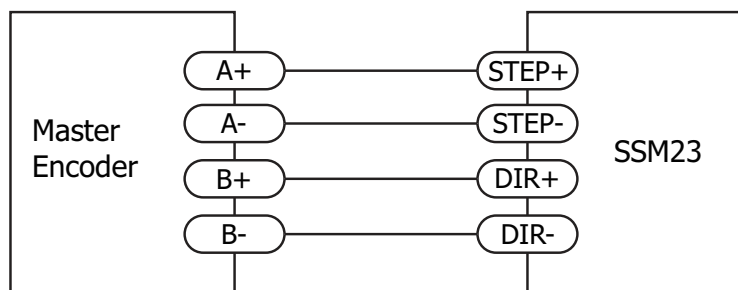 A+ STEP+
A- STEP-
Master
Encoder
B+ DIR+
B- DIR-
SSM23